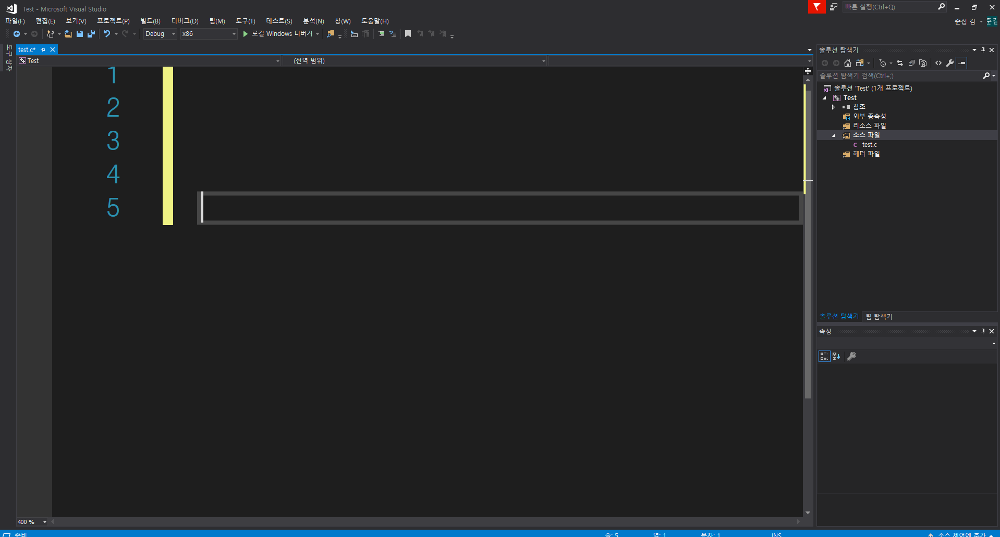 Test - Microsoft Visual Studio
빠른 실행(Ctrl+Q)
파일(F) 편집(E) 보기(V) 프로젝트(P) 빌드(B) 디버그(D) 팀(M) 도구(T) 테스트(S) 분석(N) 창(W) 도움말(H)
준섭 김
준김
Debug x86 로컬 Windows 디버거
도구 상자
test.c*
Test (전역 범위)
1
2
3
4
5
400 %
솔루션 탐색기
솔루션 탐색기 검색(Ctrl+;)
솔루션 'Test' (1개 프로젝트)
Test
참조
외부 종속성
리소스 파일
소스 파일
test.c
헤더 파일
솔루션 탐색기 팀 탐색기
속성
준비 줄: 5 열: 1 문자: 1 INS 소스 제어에 추가